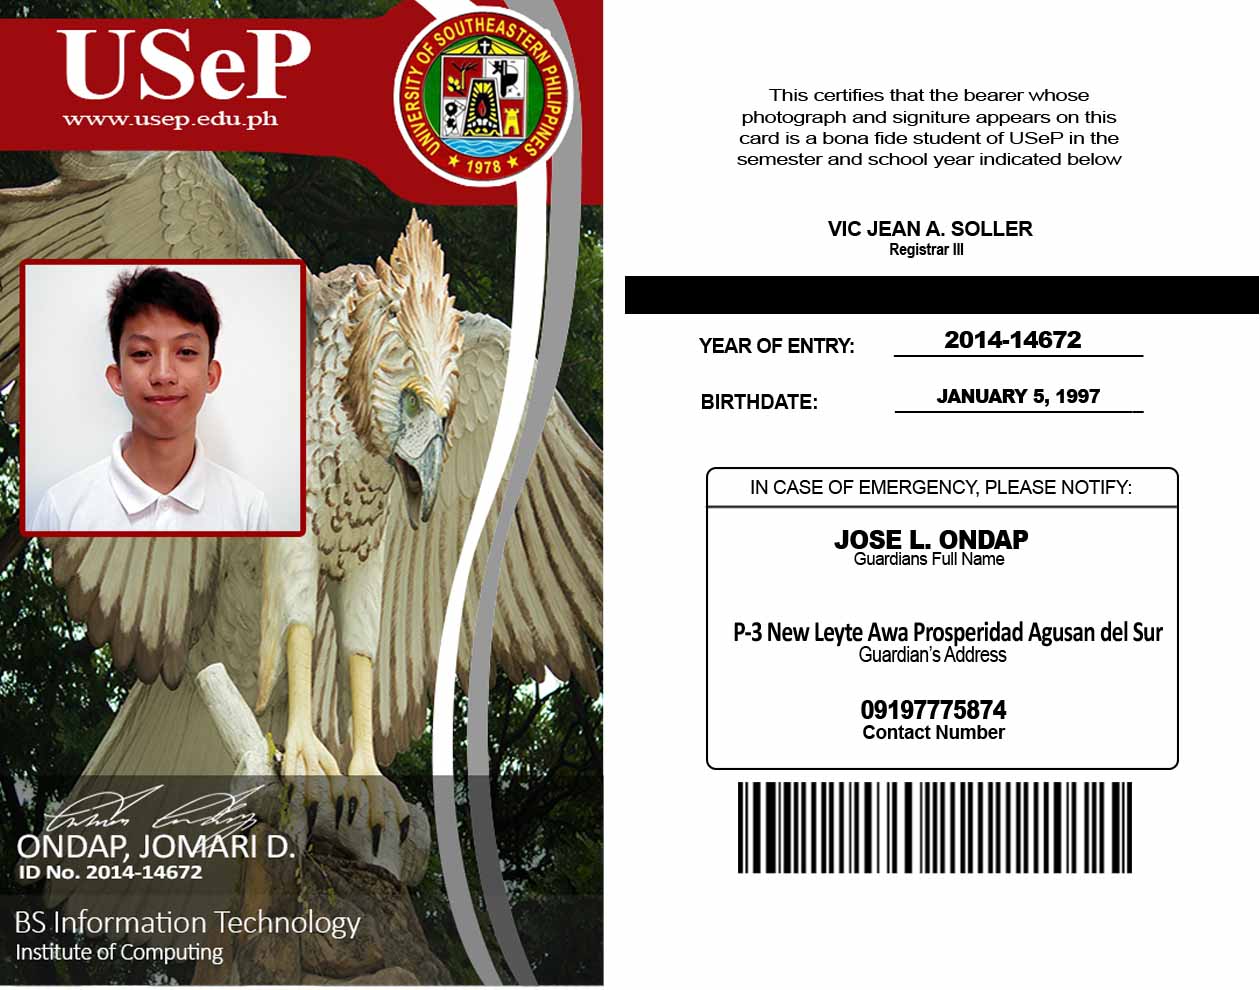 USeP
www.usep.edu.ph
UNIVERSITY OF SOUTHEASTERN PHILIPPINES
1978
ONDAP, JOMARI D.
ID No. 2014-14672
BS Information Technology
Institute of Computing
This certifies that the bearer whose
photograph and signiture appears on this
card is a bona fide student of USeP in the
semester and school year indicated below
VIC JEAN A. SOLLER
Registrar III
YEAR OF ENTRY: 2014-14672
BIRTHDATE: JANUARY 5, 1997
IN CASE OF EMERGENCY, PLEASE NOTIFY:
JOSE L. ONDAP
Guardians Full Name
P-3 New Leyte Awa Prosperidad Agusan del Sur
Guardian's Address
09197775874
Contact Number